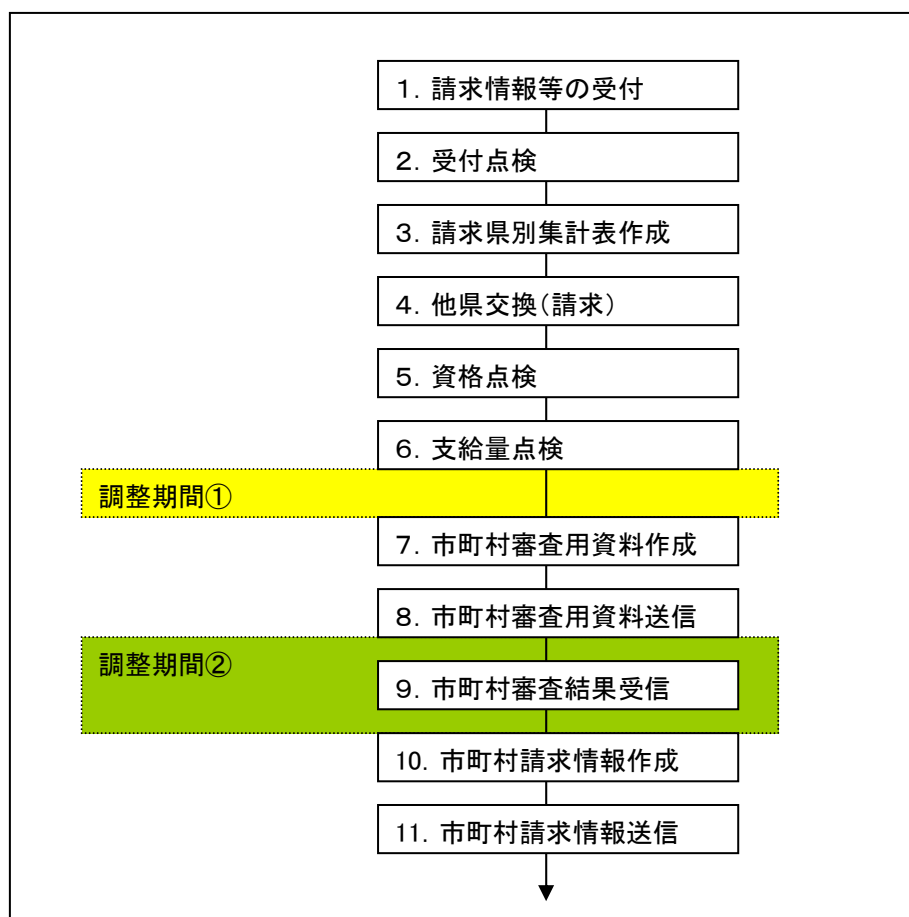 １．請求情報等の受付
２．受付点検
３．請求県別集計表作成
４．他県交換（請求）
５．資格点検
６．支給量点検
調整期間①
７．市町村審査用資料作成
８．市町村審査用資料送信
調整期間②
９．市町村審査結果受信
10．市町村請求情報作成
11．市町村請求情報送信